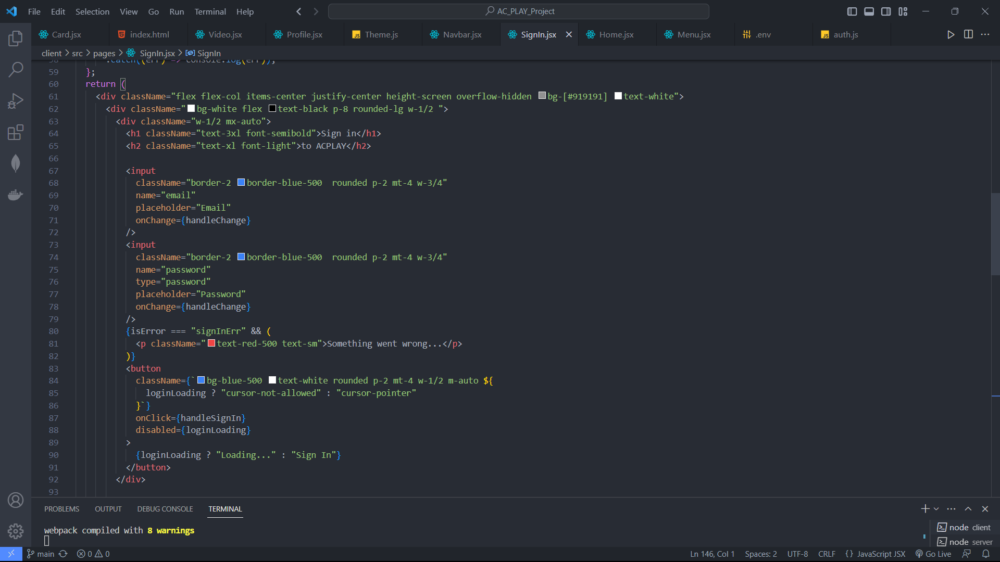 File Edit Selection View Go Run Terminal Help AC_PLAY_Project
Card.jsx index.html Video.jsx Profile.jsx Theme.js Navbar.jsx SignIn.jsx Home.jsx Menu.jsx .env auth.js
client > src > pages > SignIn.jsx > SignIn
58 .catch((err) => console.log(err));
59 };
60 return (
61 <div className="flex flex-col items-center justify-center height-screen overflow-hidden bg-[#919191] text-white">
62 <div className="bg-white flex text-black p-8 rounded-lg w-1/2 ">
63 <div className="w-1/2 mx-auto">
64 <h1 className="text-3xl font-semibold">Sign in</h1>
65 <h2 className="text-xl font-light">to ACPLAY</h2>
66
67 <input
68 className="border-2 border-blue-500  rounded p-2 mt-4 w-3/4"
69 name="email"
70 placeholder="Email"
71 onChange={handleChange}
72 />
73 <input
74 className="border-2 border-blue-500  rounded p-2 mt-4 w-3/4"
75 name="password"
76 type="password"
77 placeholder="Password"
78 onChange={handleChange}
79 />
80 {isError === "signInErr" && (
81 <p className="text-red-500 text-sm">Something went wrong...</p>
82 )}
83 <button
84 className={`bg-blue-500 text-white rounded p-2 mt-4 w-1/2 m-auto ${
85 loginLoading ? "cursor-not-allowed" : "cursor-pointer"
86 }`}
87 onClick={handleSignIn}
88 disabled={loginLoading}
89 >
90 {loginLoading ? "Loading..." : "Sign In"}
91 </button>
92 </div>
93
PROBLEMS OUTPUT DEBUG CONSOLE TERMINAL
webpack compiled with 8 warnings
node client
node server
main 0 0 Ln 146, Col 1 Spaces: 2 UTF-8 CRLF {} JavaScript JSX Go Live